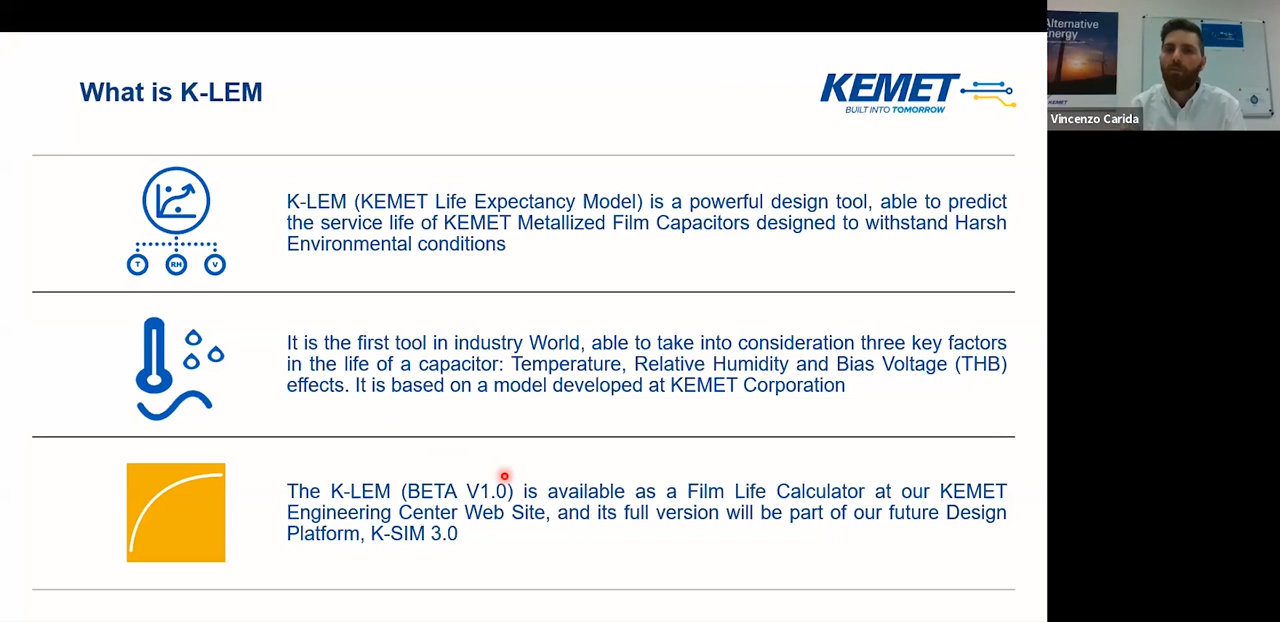 What is K-LEM
KEMET
BUILT INTO TOMORROW
Alternative
Energy
KEMET
Vincenzo Carida
K-LEM (KEMET Life Expectancy Model) is a powerful design tool, able to predict
the service life of KEMET Metallized Film Capacitors designed to withstand Harsh
Environmental conditions
T RH V
It is the first tool in industry World, able to take into consideration three key factors
in the life of a capacitor: Temperature, Relative Humidity and Bias Voltage (THB)
effects. It is based on a model developed at KEMET Corporation
The K-LEM (BETA V1.0) is available as a Film Life Calculator at our KEMET
Engineering Center Web Site, and its full version will be part of our future Design
Platform, K-SIM 3.0